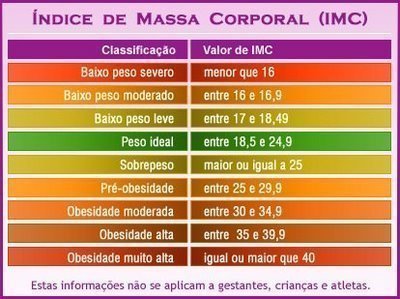 ÍNDICE DE MASSA CORPORAL (IMC)
Classificação Valor de IMC
Baixo peso severo menor que 16
Baixo peso moderado entre 16 e 16,9
Baixo peso leve entre 17 e 18,49
Peso ideal entre 18,5 e 24,9
Sobrepeso maior ou igual a 25
Pré-obesidade entre 25 e 29,9
Obesidade moderada entre 30 e 34,9
Obesidade alta entre 35 e 39,9
Obesidade muito alta igual ou maior que 40
Estas informações não se aplicam a gestantes, crianças e atletas.